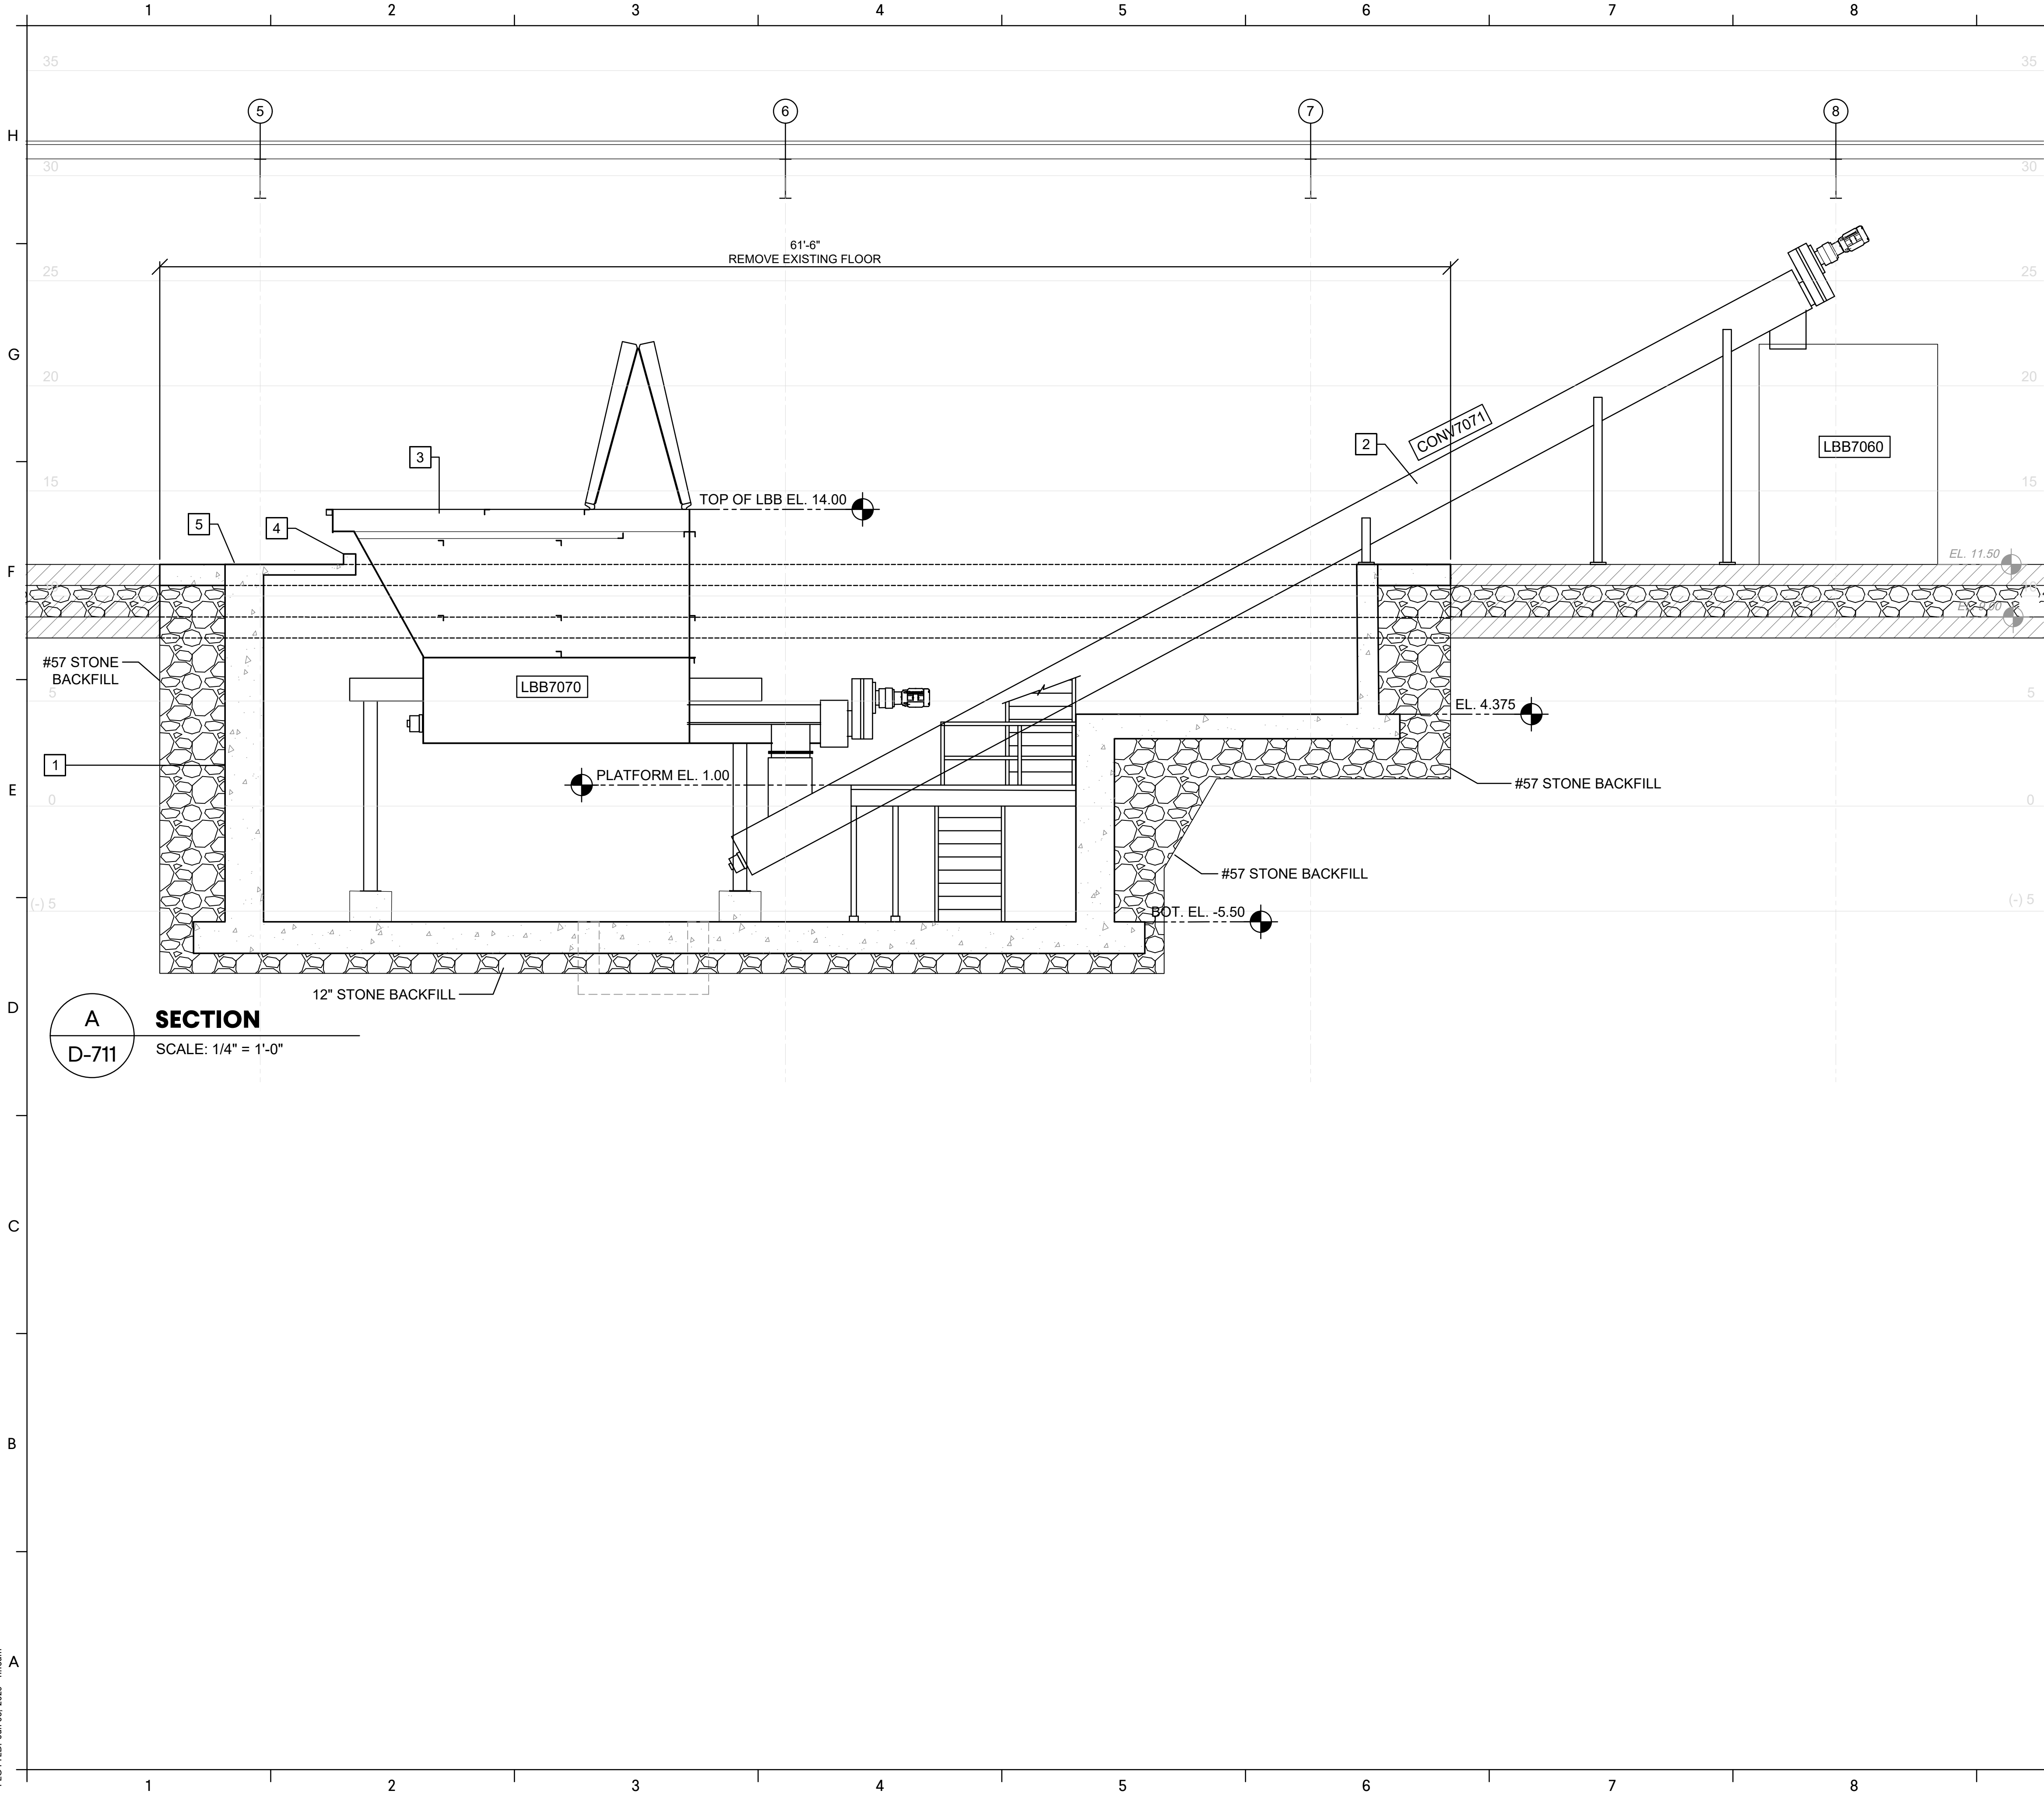 1 2 3 4 5 6 7 8
35 35
5 6 7 8
H
30 30
61'-6"
REMOVE EXISTING FLOOR
25 25
G
20 20
CONV7071
2
LBB7060
3
15 15
TOP OF LBB EL. 14.00
5
4
EL. 11.50
F
#57 STONE
BACKFILL
LBB7070
5 5
EL. 4.375
1
PLATFORM EL. 1.00
#57 STONE BACKFILL
E
0 0
#57 STONE BACKFILL
(-) 5 (-) 5
BOT. EL. -5.50
12" STONE BACKFILL
D
A
SECTION
D-711
SCALE: 1/4" = 1'-0"
C
B
A
1 2 3 4 5 6 7 8